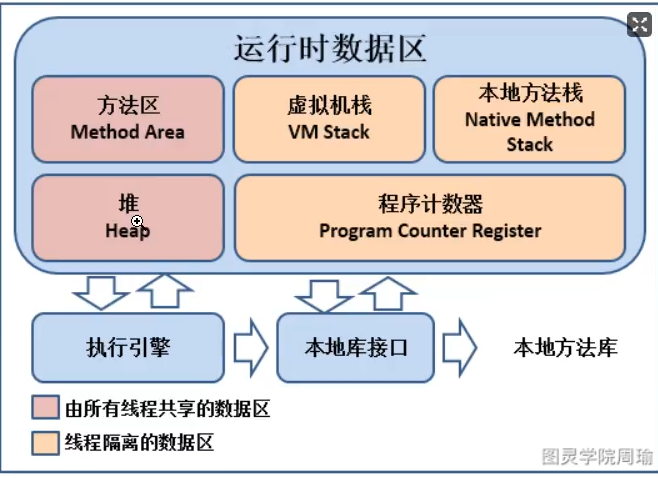 运行时数据区
方法区
Method Area
虚拟机栈
VM Stack
本地方法栈
Native Method
Stack
堆
Heap
程序计数器
Program Counter Register
执行引擎
本地库接口
本地方法库
由所有线程共享的数据区
线程隔离的数据区
图灵学院周瑜